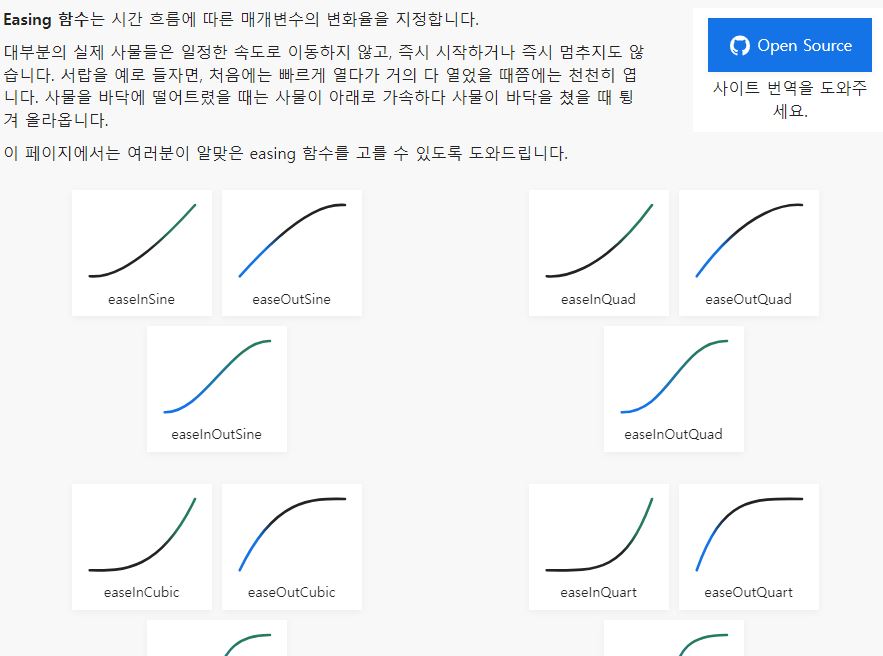 Easing 함수는 시간 흐름에 따른 매개변수의 변화율을 지정합니다.
대부분의 실제 사물들은 일정한 속도로 이동하지 않고, 즉시 시작하거나 즉시 멈추지도 않
습니다. 서랍을 예로 들자면, 처음에는 빠르게 열다가 거의 다 열었을 때쯤에는 천천히 엽
니다. 사물을 바닥에 떨어트렸을 때는 사물이 아래로 가속하다 사물이 바닥을 쳤을 때 튕
겨 올라옵니다.
이 페이지에서는 여러분이 알맞은 easing 함수를 고를 수 있도록 도와드립니다.
Open Source
사이트 번역을 도와주
세요.
easeInSine
easeOutSine
easeInQuad
easeOutQuad
easeInOutSine
easeInOutQuad
easeInCubic
easeOutCubic
easeInQuart
easeOutQuart